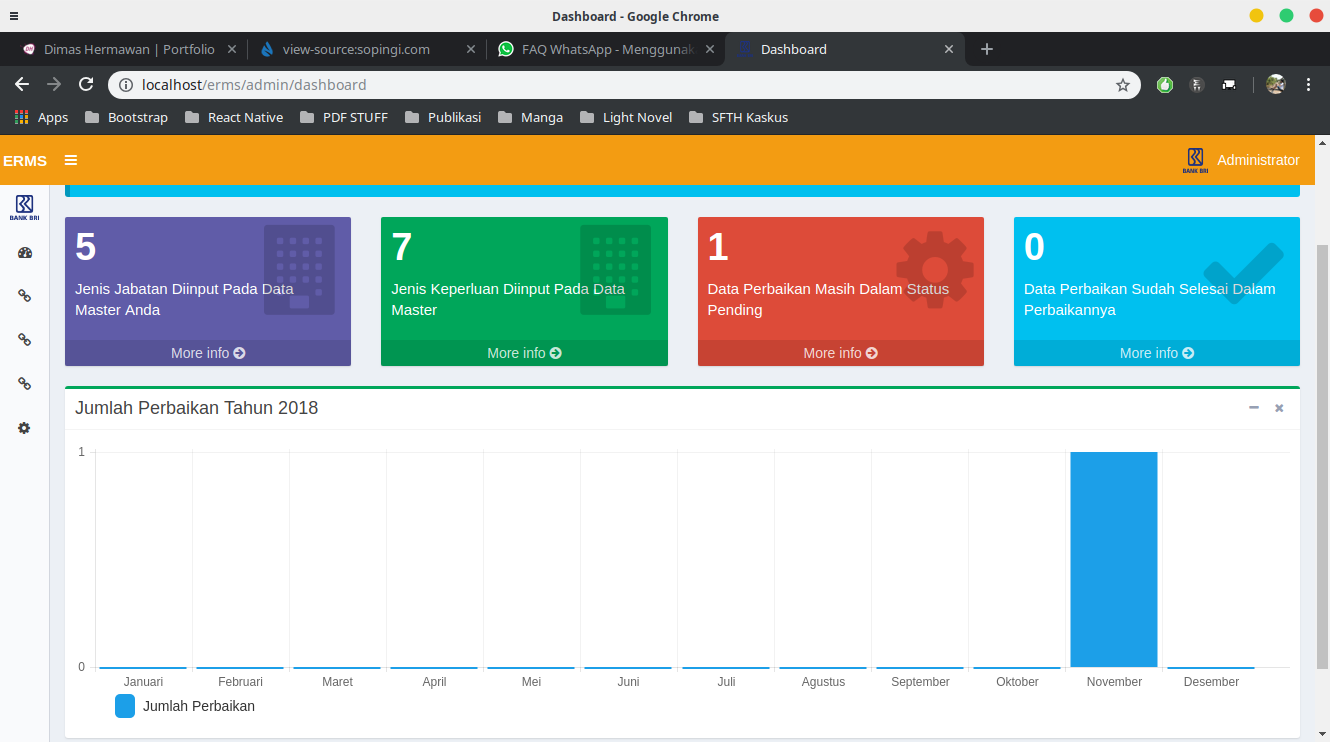 Dashboard - Google Chrome
Dimas Hermawan | Portfolio
view-source:sopingi.com
FAQ WhatsApp - Menggunak
Dashboard
localhost/erms/admin/dashboard
Apps
Bootstrap
React Native
PDF STUFF
Publikasi
Manga
Light Novel
SFTH Kaskus
ERMS
BANK BRI
Administrator
BANK BRI
5
Jenis Jabatan Diinput Pada Data
Master Anda
More info
7
Jenis Keperluan Diinput Pada Data
Master
More info
1
Data Perbaikan Masih Dalam Status
Pending
More info
0
Data Perbaikan Sudah Selesai Dalam
Perbaikannya
More info
Jumlah Perbaikan Tahun 2018
1
0
Januari Februari Maret April Mei Juni Juli Agustus September Oktober November Desember
Jumlah Perbaikan